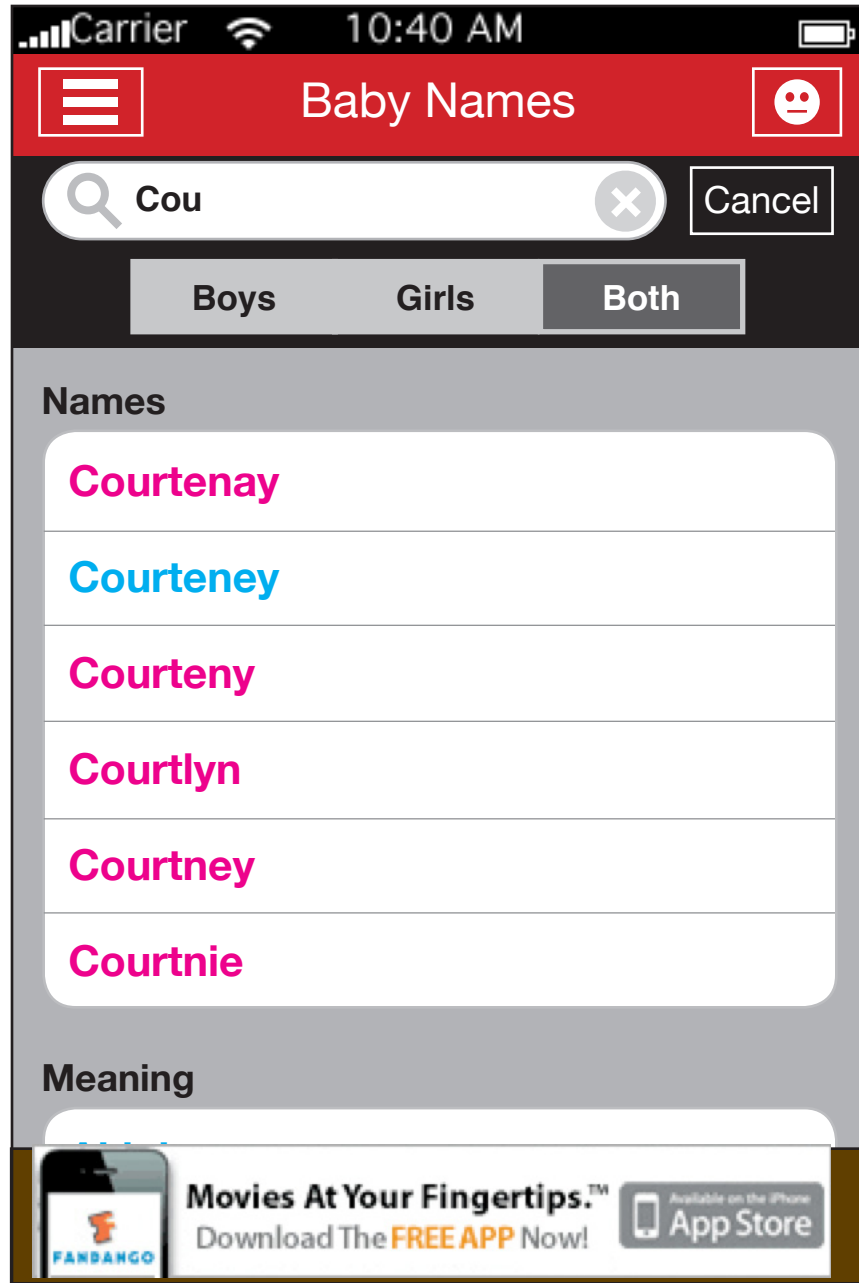 Carrier 10:40 AM
Baby Names
Cou
Cancel
Boys Girls Both
Names
Courtenay
Courteney
Courteny
Courtlyn
Courtney
Courtnie
Meaning
Movies At Your Fingertips.™
Download The FREE APP Now!
FANDANGO
Available on the iPhone
App Store